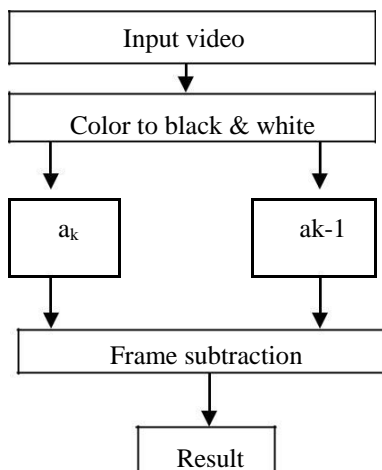 Input video
Color to black & white
aₖ
ak-1
Frame subtraction
Result